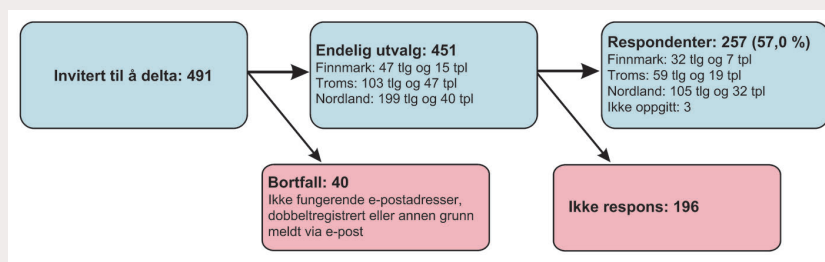 Invitert til å delta: 491
Endelig utvalg: 451
Finnmark: 47 tlg og 15 tpl
Troms: 103 tlg og 47 tpl
Nordland: 199 tlg og 40 tpl
Respondenter: 257 (57,0 %)
Finnmark: 32 tlg og 7 tpl
Troms: 59 tlg og 19 tpl
Nordland: 105 tlg og 32 tpl
Ikke oppgitt: 3
Bortfall: 40
Ikke fungerende e-postadresser,
dobbeltregistrert eller annen grunn
meldt via e-post
Ikke respons: 196